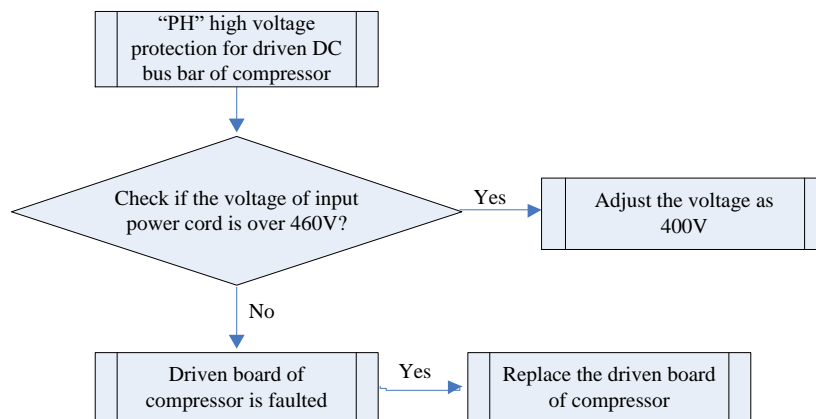 “PH” high voltage
protection for driven DC
bus bar of compressor
Check if the voltage of input
power cord is over 460V?
Yes
Adjust the voltage as
400V
No
Driven board of
compressor is faulted
Yes
Replace the driven board
of compressor